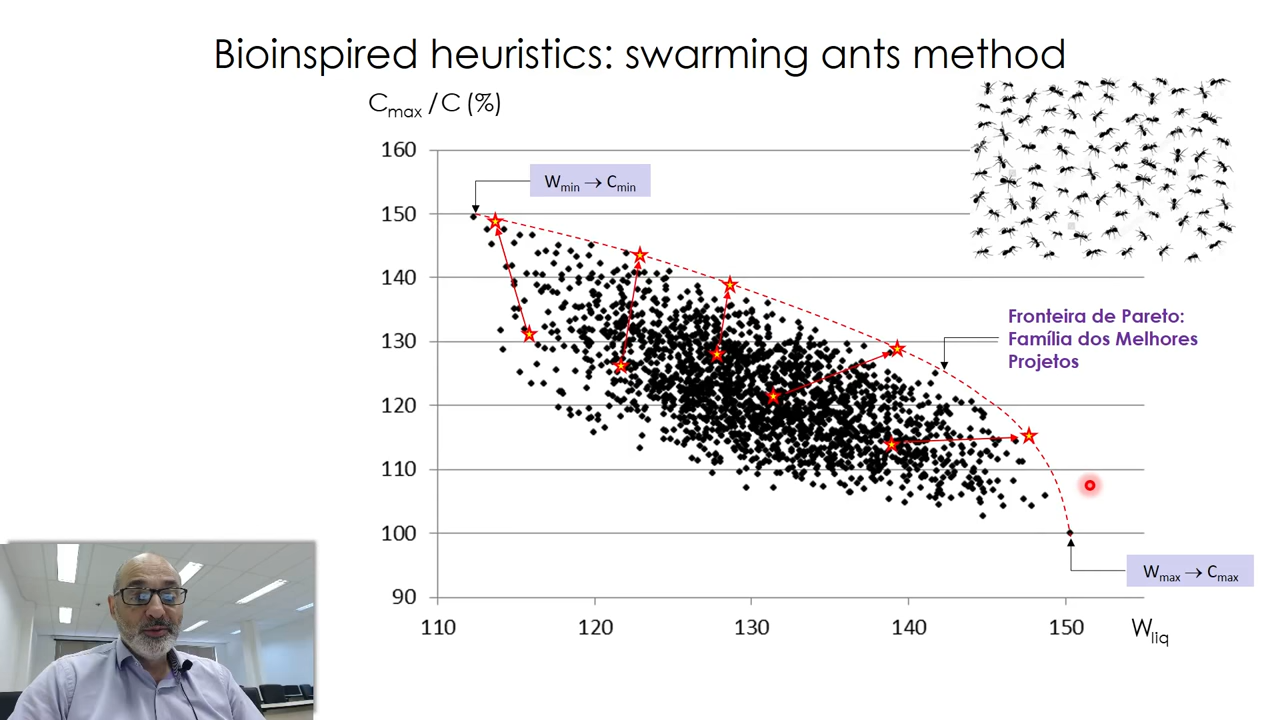 Bioinspired heuristics: swarming ants method
Cmax / C (%)
160
Wmin → Cmin
150
140
Fronteira de Pareto:
Família dos Melhores
Projetos
130
120
110
100
Wmax → Cmax
90
110
120
130
140
150
Wliq